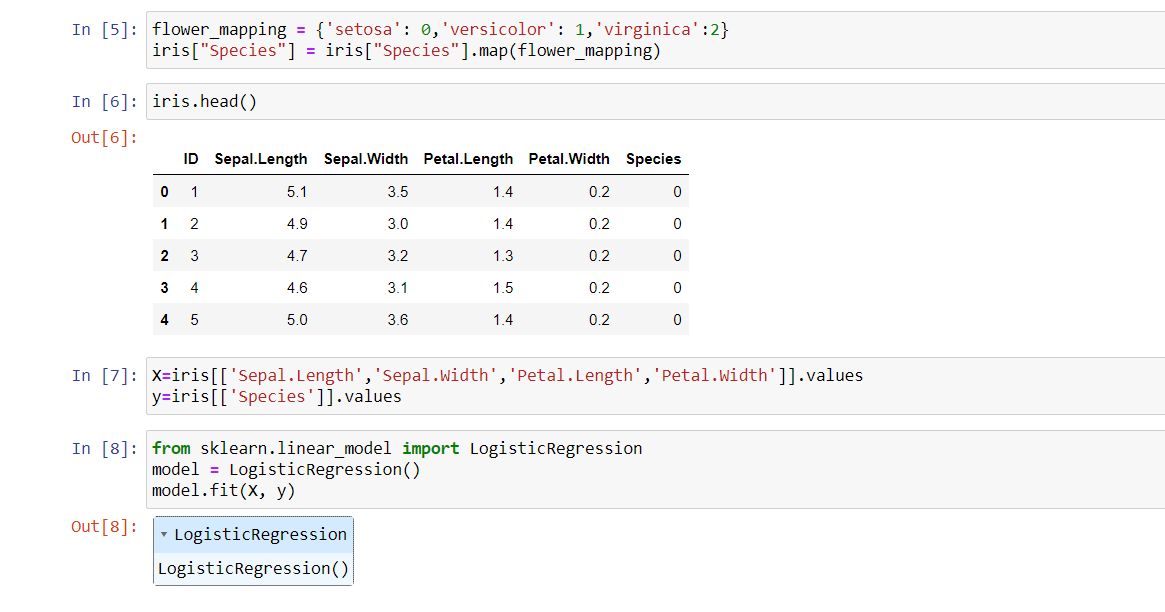 In [5]: flower_mapping = {'setosa': 0,'versicolor': 1,'virginica':2}
iris["Species"] = iris["Species"].map(flower_mapping)
In [6]: iris.head()
Out[6]:
ID Sepal.Length Sepal.Width Petal.Length Petal.Width Species
0 1 5.1 3.5 1.4 0.2 0
1 2 4.9 3.0 1.4 0.2 0
2 3 4.7 3.2 1.3 0.2 0
3 4 4.6 3.1 1.5 0.2 0
4 5 5.0 3.6 1.4 0.2 0
In [7]: X=iris[['Sepal.Length','Sepal.Width','Petal.Length','Petal.Width']].values
y=iris[['Species']].values
In [8]: from sklearn.linear_model import LogisticRegression
model = LogisticRegression()
model.fit(X, y)
Out[8]: ▾ LogisticRegression
LogisticRegression()